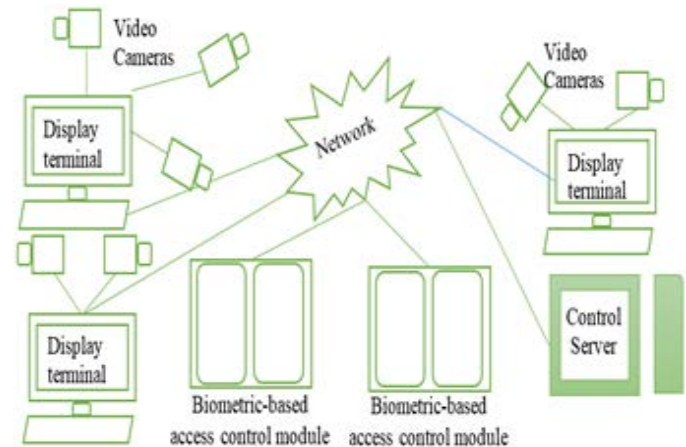 Video
Cameras
Display
terminal
Network
Video
Cameras
Display
terminal
Display
terminal
Control
Server
Biometric-based
access control module
Biometric-based
access control module